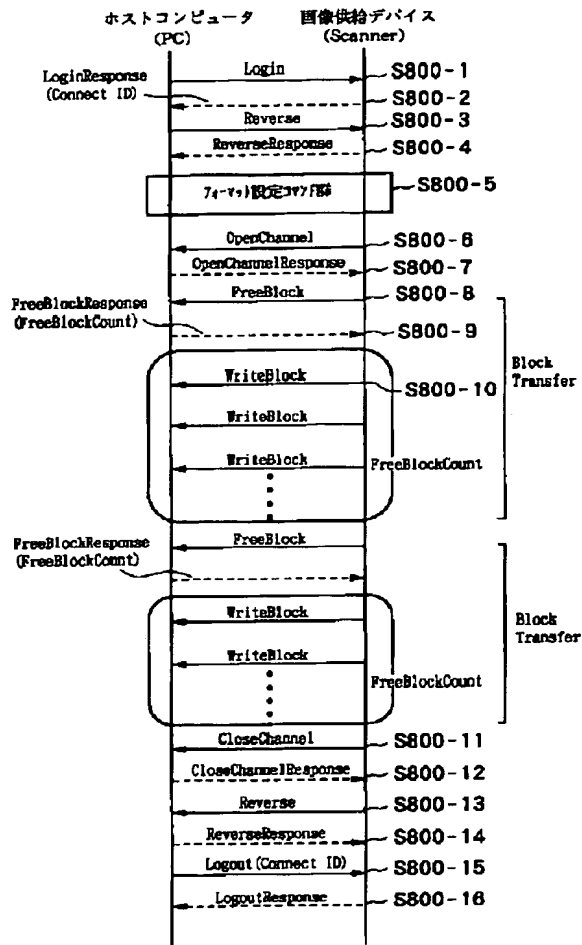 ホストコンピュータ 画像供給デバイス
(PC) (Scanner)
Login S800-1
LoginResponse
(Connect ID) S800-2
Reverse S800-3
ReverseResponse S800-4
フォーマット設定コマンド群 S800-5
OpenChannel S800-6
OpenChannelResponse S800-7
FreeBlock S800-8
FreeBlockResponse
(FreeBlockCount) S800-9
Block
Transfer
WriteBlock S800-10
WriteBlock
WriteBlock FreeBlockCount
FreeBlock
FreeBlockResponse
(FreeBlockCount)
WriteBlock
Block
Transfer
WriteBlock
FreeBlockCount
CloseChannel S800-11
CloseChannelResponse S800-12
Reverse S800-13
ReverseResponse S800-14
Logout(Connect ID) S800-15
LogoutResponse S800-16